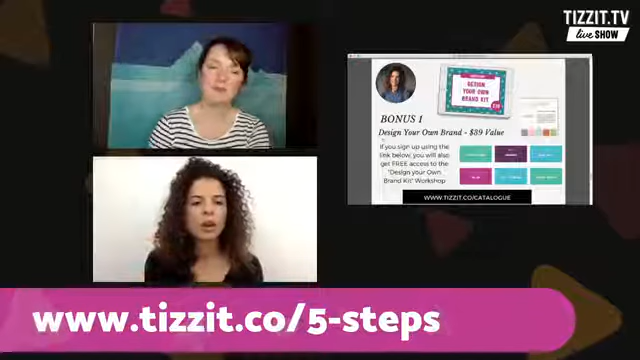 TIZZIT.TV
live SHOW
DESIGN
YOUR OWN
BRAND KIT
BONUS 1
Design Your Own Brand - $39 Value
If you sign up using the
link below, you will also
get FREE access to the
"Design your Own
Brand Kit" Workshop
WWW.TIZZIT.CO/CATALOGUE
www.tizzit.co/5-steps